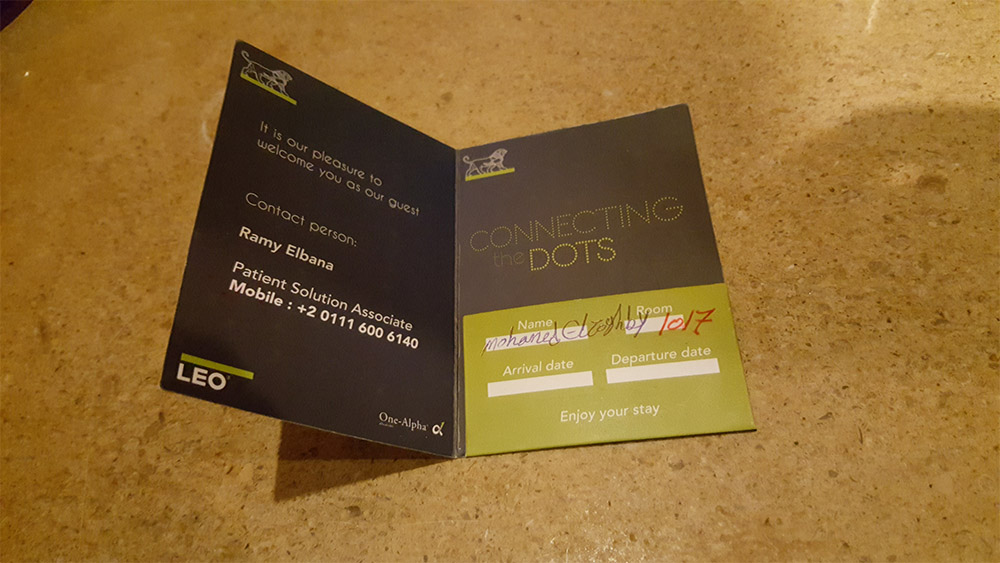 It is our pleasure to
welcome you as our guest
Contact person:
Ramy Elbana
Patient Solution Associate
Mobile : +2 0111 600 6140
LEO®
One-Alpha® α
CONNECTING
the DOTS
Name Room
mohamed Elzoghby 1017
Arrival date Departure date
Enjoy your stay